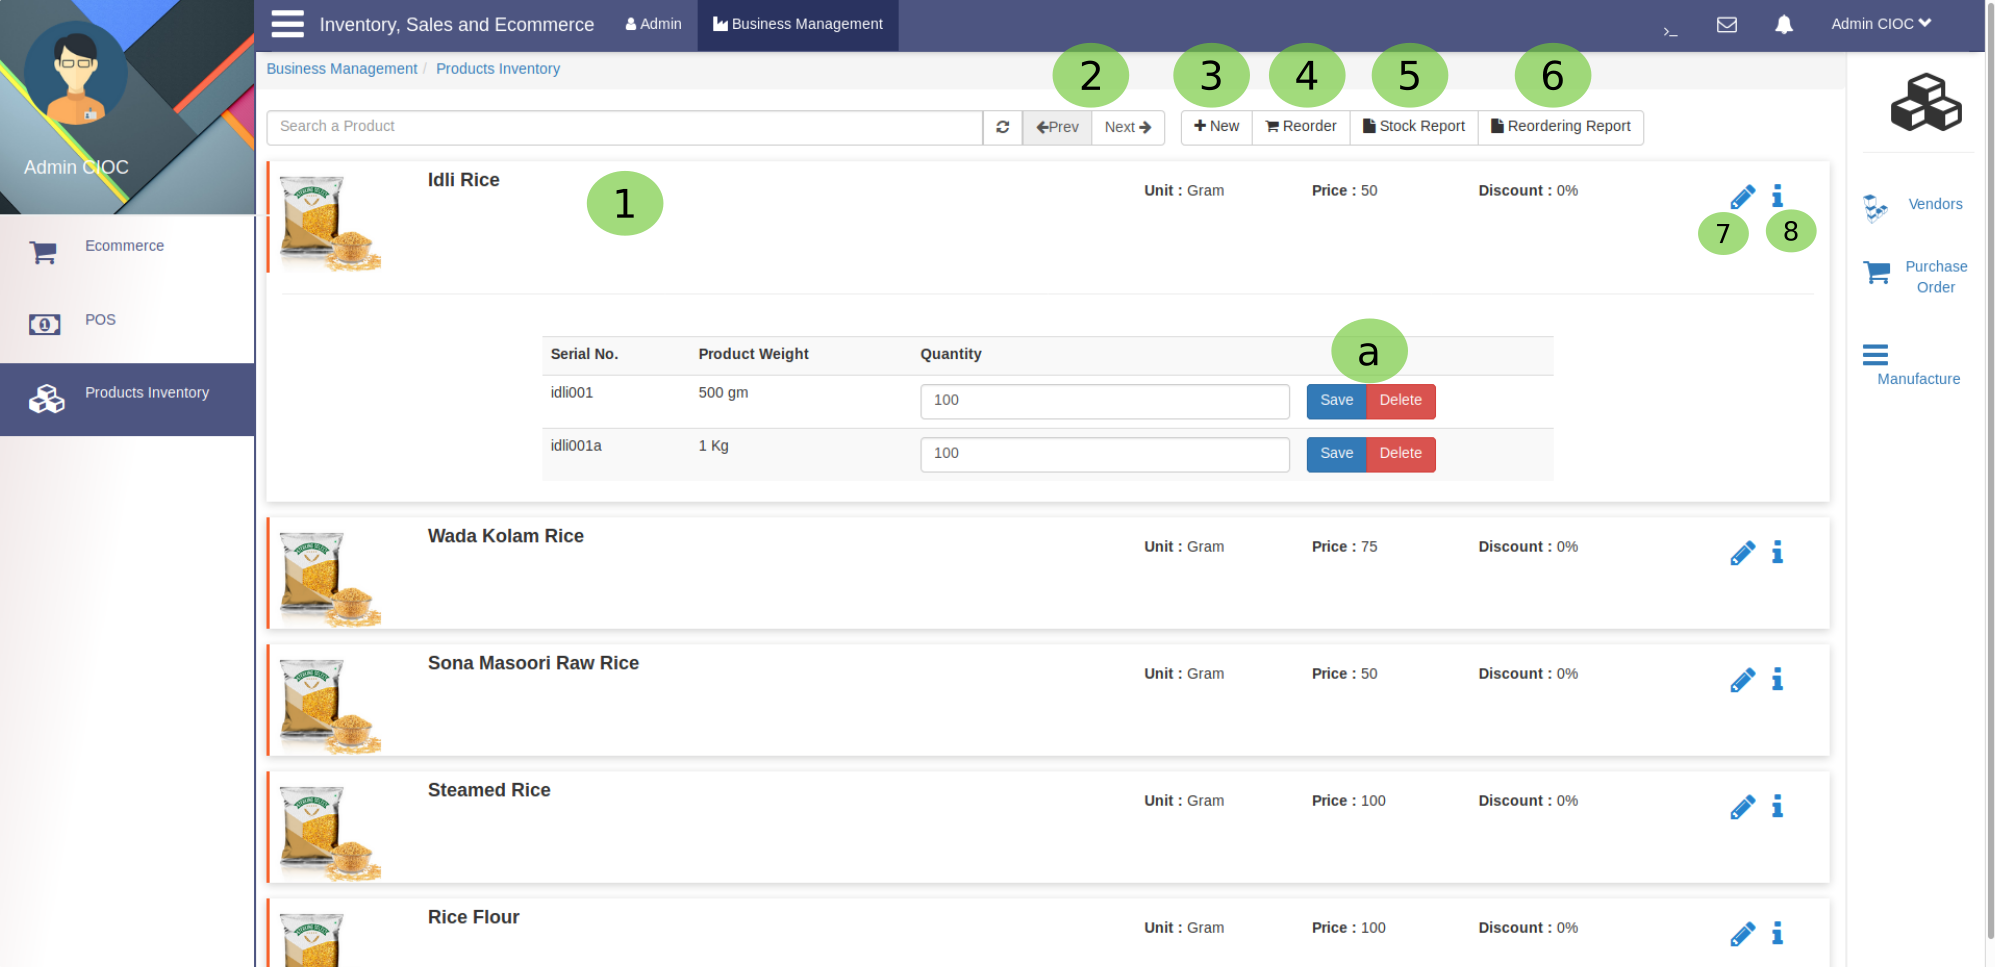 Inventory, Sales and Ecommerce Admin Business Management >_ Admin CIOC
Business Management / Products Inventory
2 3 4 5 6
Search a Product Prev Next New Reorder Stock Report Reordering Report
Admin CIOC
Ecommerce
POS
Products Inventory
Idli Rice 1 Unit : Gram Price : 50 Discount : 0%
7 8
a
Serial No. Product Weight Quantity
idli001 500 gm 100 Save Delete
idli001a 1 Kg 100 Save Delete
Wada Kolam Rice Unit : Gram Price : 75 Discount : 0%
Sona Masoori Raw Rice Unit : Gram Price : 50 Discount : 0%
Steamed Rice Unit : Gram Price : 100 Discount : 0%
Rice Flour Unit : Gram Price : 100 Discount : 0%
Vendors
Purchase
Order
Manufacture